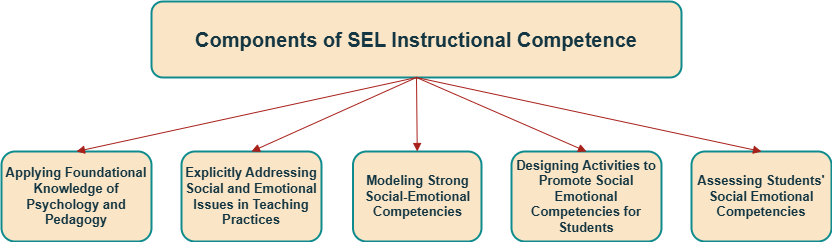 Components of SEL Instructional Competence
Applying Foundational
Knowledge of
Psychology and
Pedagogy
Explicitly Addressing
Social and Emotional
Issues in Teaching
Practices
Modeling Strong
Social-Emotional
Competencies
Designing Activities to
Promote Social
Emotional
Competencies for
Students
Assessing Students'
Social Emotional
Competencies